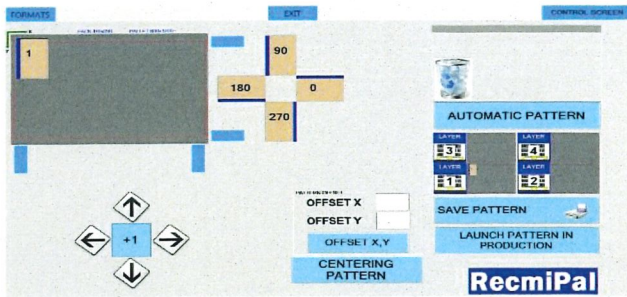 FORMATS
EXIT
CONTROL SCREEN
X
Y
1
90
180
0
270
AUTOMATIC PATTERN
LAYER
3
LAYER
4
LAYER
1
LAYER
2
OFFSET X
OFFSET Y
+1
OFFSET X,Y
CENTERING
PATTERN
SAVE PATTERN
LAUNCH PATTERN IN
PRODUCTION
RecmiPal